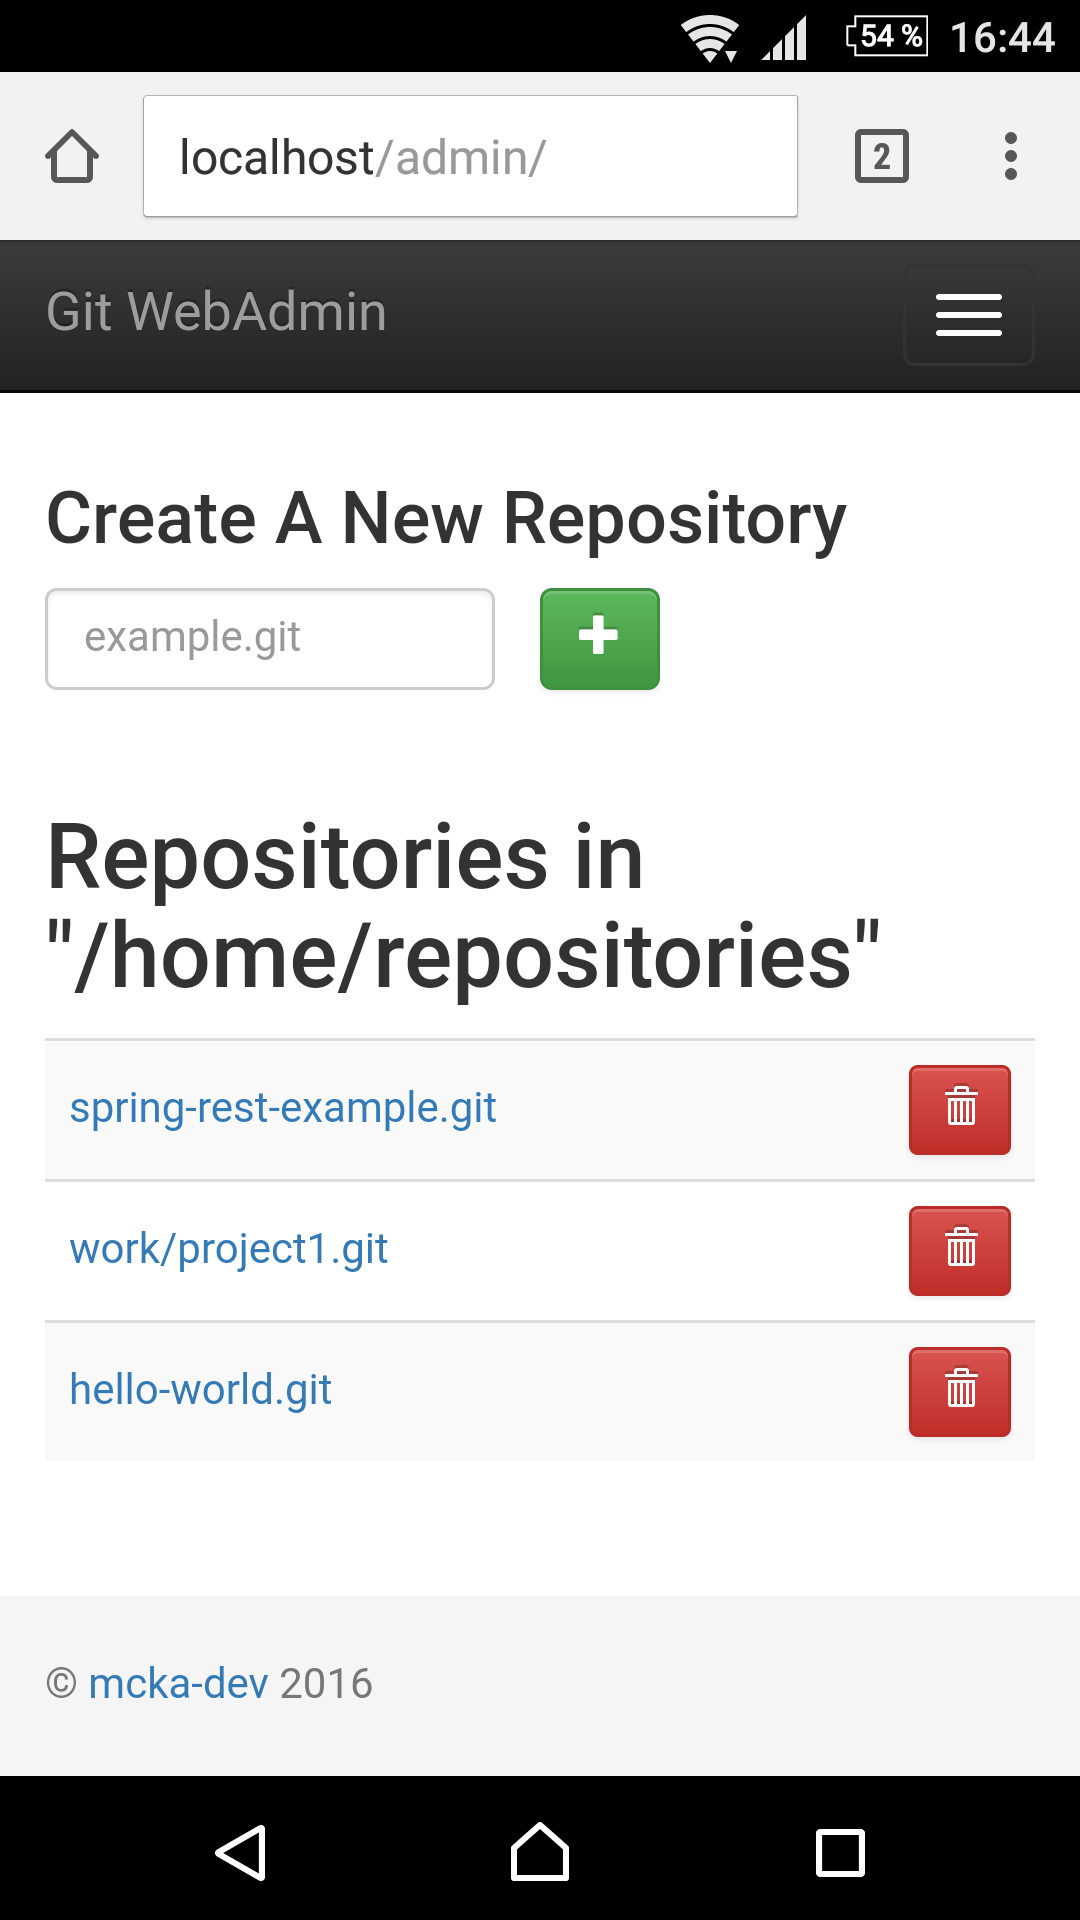 54 % 16:44
localhost/admin/ 2
Git WebAdmin
Create A New Repository
example.git
Repositories in
"/home/repositories"
spring-rest-example.git
work/project1.git
hello-world.git
© mcka-dev 2016